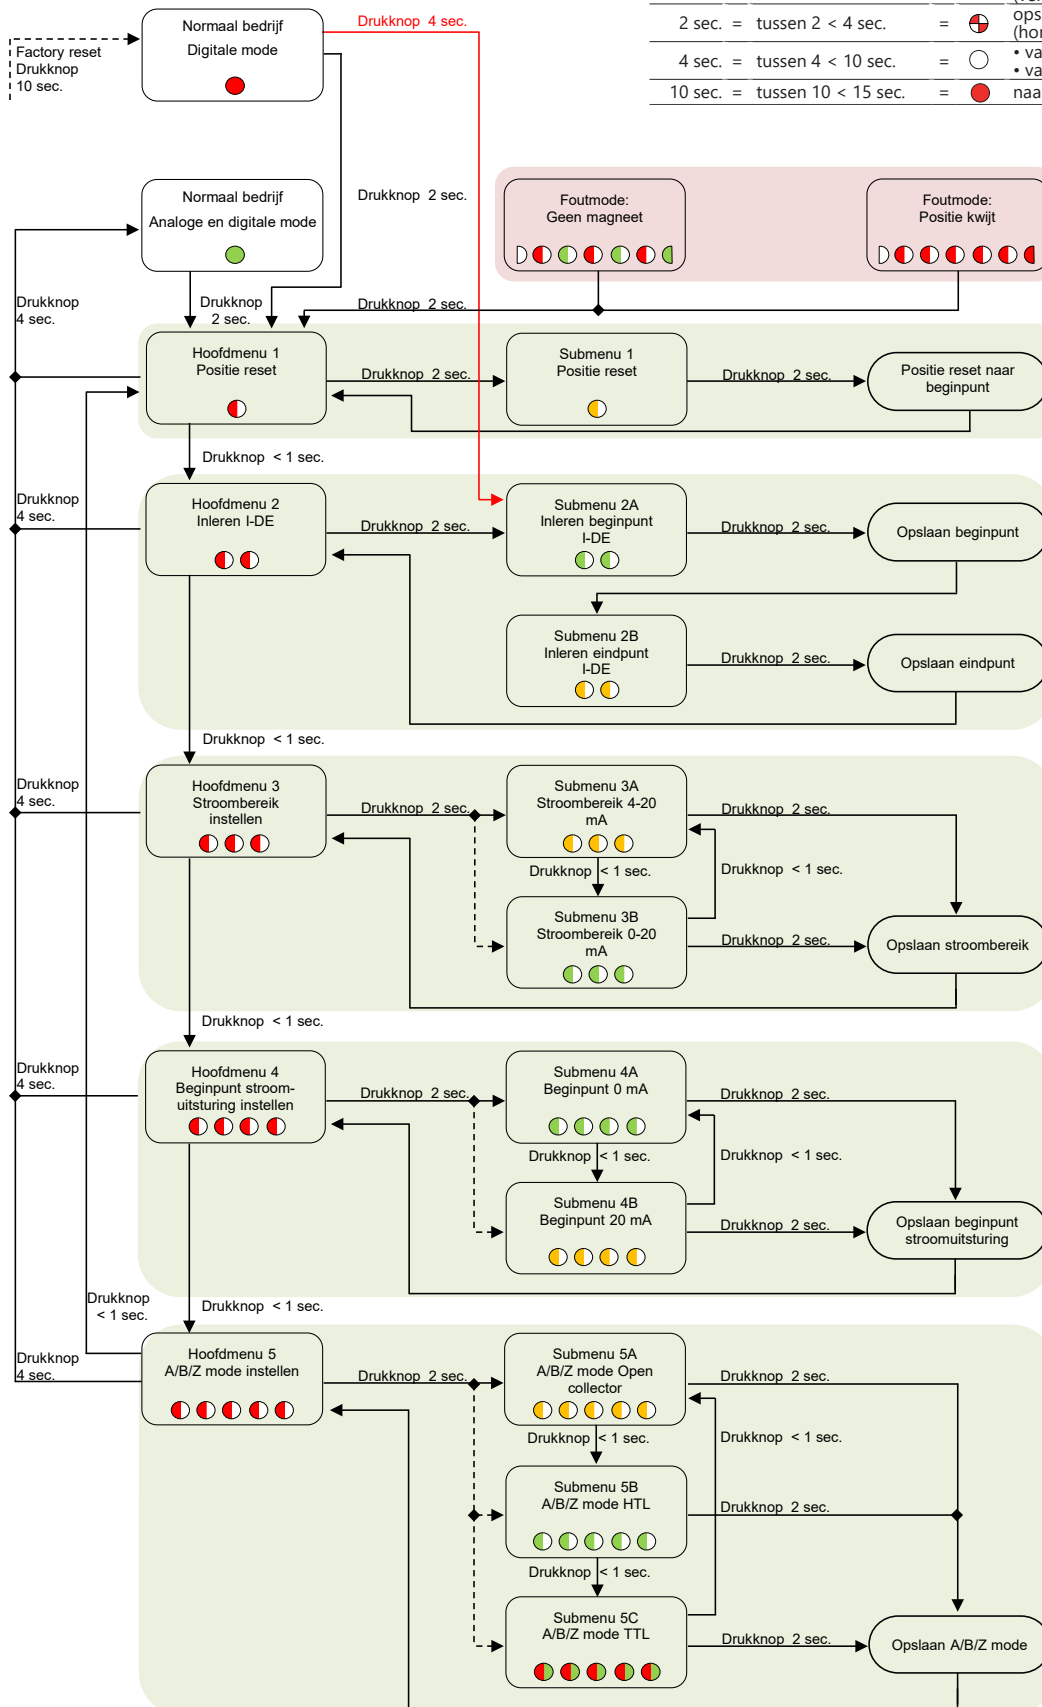 Normaal bedrijf
Digitale mode
Drukknop 4 sec.
Factory reset
Drukknop
10 sec.
2 sec. = tussen 2 < 4 sec. =
4 sec. = tussen 4 < 10 sec. =
10 sec. = tussen 10 < 15 sec. =
Normaal bedrijf
Analoge en digitale mode
Drukknop 2 sec.
Foutmode:
Geen magneet
Foutmode:
Positie kwijt
Drukknop
4 sec.
Drukknop
2 sec.
Drukknop 2 sec.
Hoofdmenu 1
Positie reset
Drukknop 2 sec.
Submenu 1
Positie reset
Drukknop 2 sec.
Positie reset naar
beginpunt
Drukknop < 1 sec.
Drukknop
4 sec.
Hoofdmenu 2
Inleren I-DE
Drukknop 2 sec.
Submenu 2A
Inleren beginpunt
I-DE
Drukknop 2 sec.
Opslaan beginpunt
Submenu 2B
Inleren eindpunt
I-DE
Drukknop 2 sec.
Opslaan eindpunt
Drukknop < 1 sec.
Drukknop
4 sec.
Hoofdmenu 3
Stroombereik
instellen
Drukknop 2 sec.
Submenu 3A
Stroombereik 4-20
mA
Drukknop 2 sec.
Drukknop < 1 sec.
Drukknop < 1 sec.
Submenu 3B
Stroombereik 0-20
mA
Drukknop 2 sec.
Opslaan stroombereik
Drukknop < 1 sec.
Drukknop
4 sec.
Hoofdmenu 4
Beginpunt stroom-
uitsturing instellen
Drukknop 2 sec.
Submenu 4A
Beginpunt 0 mA
Drukknop 2 sec.
Drukknop < 1 sec.
Drukknop < 1 sec.
Submenu 4B
Beginpunt 20 mA
Drukknop 2 sec.
Opslaan beginpunt
stroomuitsturing
Drukknop
< 1 sec.
Drukknop < 1 sec.
Drukknop
4 sec.
Hoofdmenu 5
A/B/Z mode instellen
Drukknop 2 sec.
Submenu 5A
A/B/Z mode Open
collector
Drukknop 2 sec.
Drukknop < 1 sec.
Drukknop < 1 sec.
Submenu 5B
A/B/Z mode HTL
Drukknop 2 sec.
Drukknop < 1 sec.
Submenu 5C
A/B/Z mode TTL
Drukknop 2 sec.
Opslaan A/B/Z mode